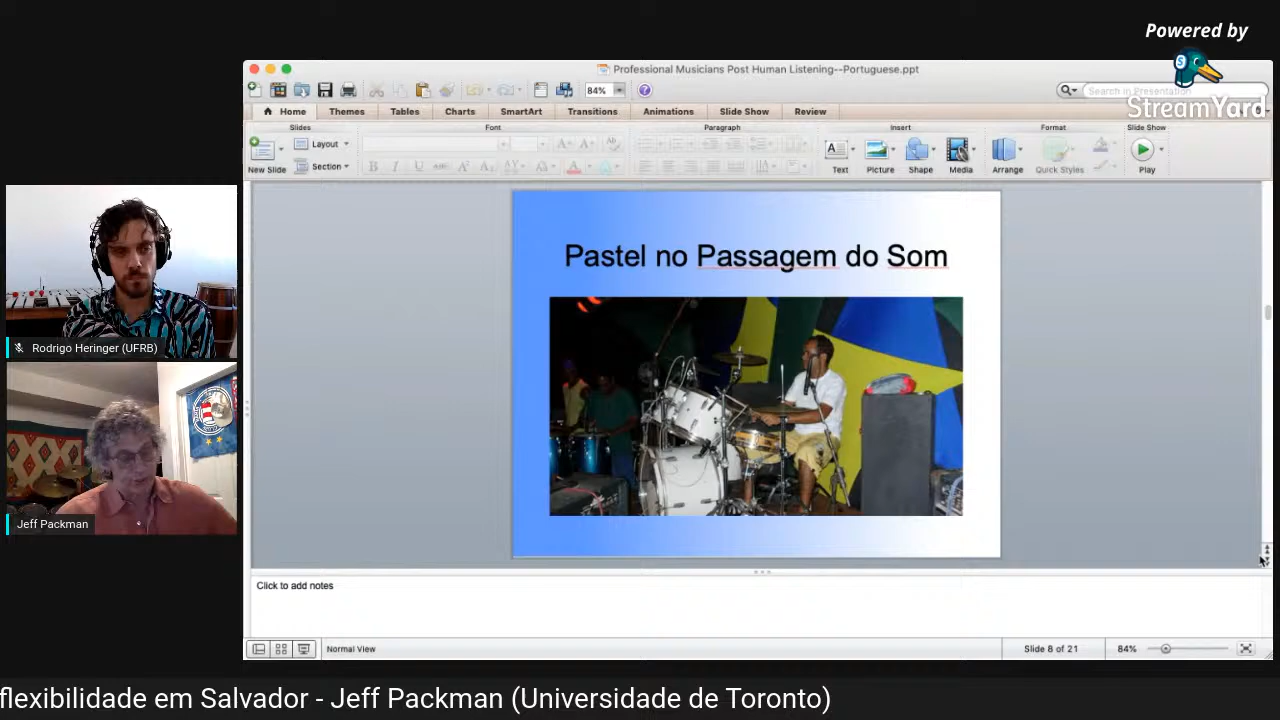 Powered by
StreamYard
Professional Musicians Post Human Listening--Portuguese.ppt
84%
Search in Presentation
Home Themes Tables Charts SmartArt Transitions Animations Slide Show Review
Slides Font Paragraph Insert Format Slide Show
New Slide Layout Section Text Picture Shape Media Arrange Quick Styles Play
Pastel no Passagem do Som
Rodrigo Heringer (UFRB)
Jeff Packman
Click to add notes
Normal View Slide 8 of 21 84%
flexibilidade em Salvador - Jeff Packman (Universidade de Toronto)